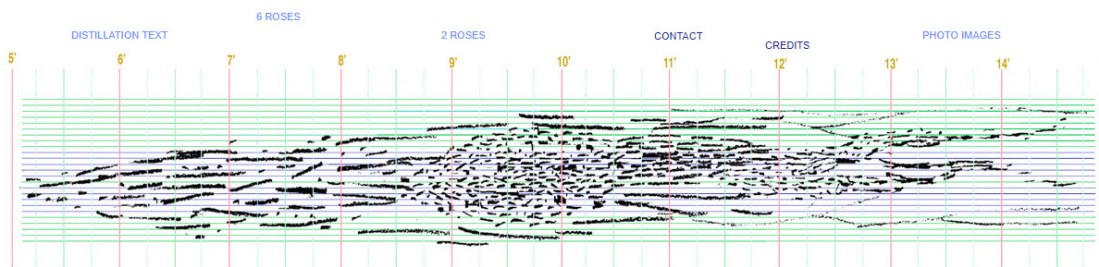 6 ROSES
DISTILLATION TEXT 2 ROSES CONTACT PHOTO IMAGES
CREDITS
5' 6' 7' 8' 9' 10' 11' 12' 13' 14'